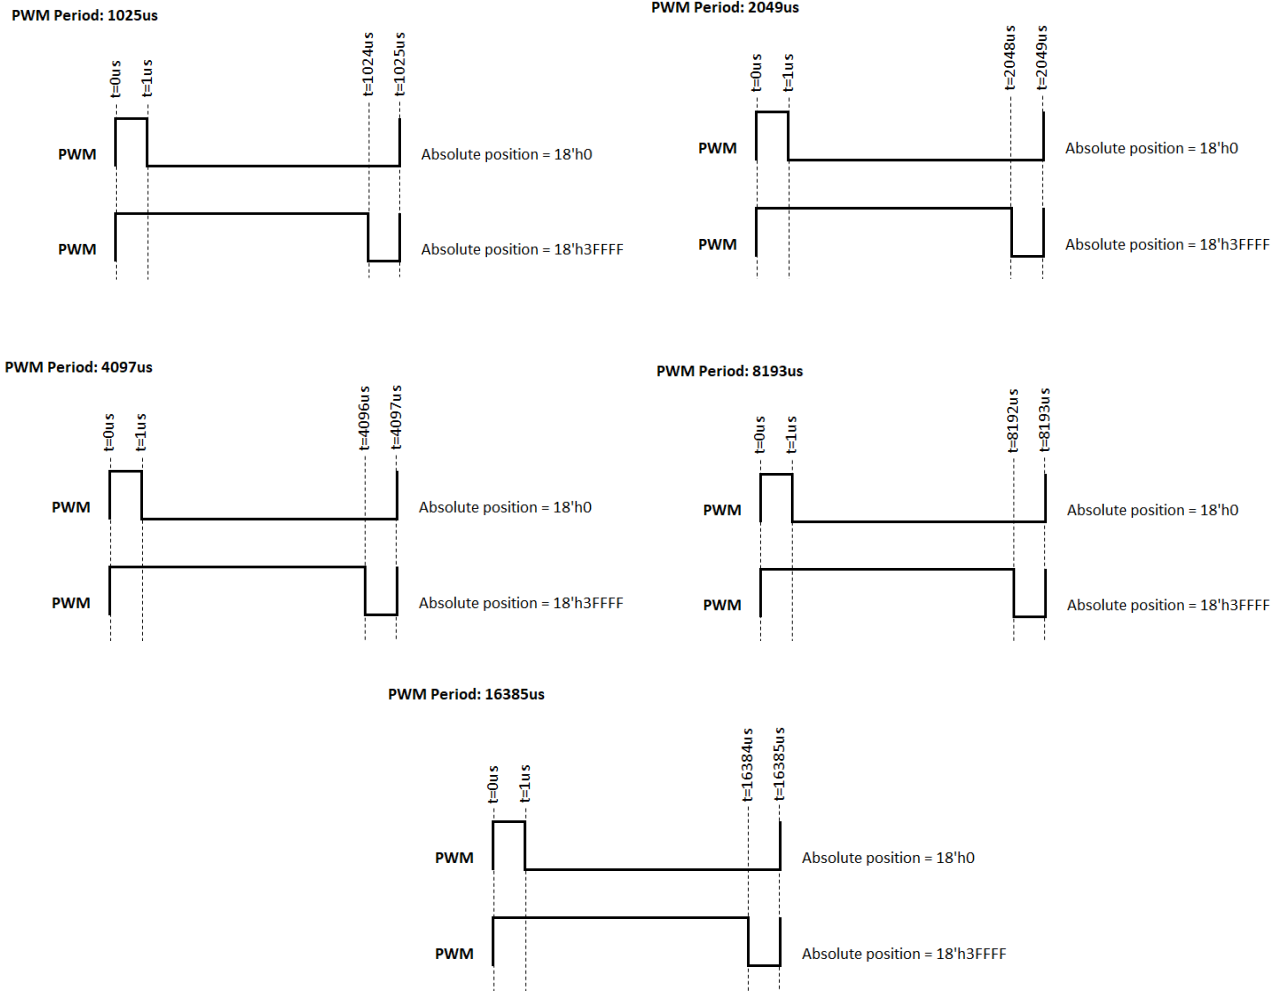 PWM Period: 1025us
t=0us
t=1us
t=1024us
t=1025us
PWM
Absolute position = 18'h0
PWM
Absolute position = 18'h3FFFF
PWM Period: 2049us
t=0us
t=1us
t=2048us
t=2049us
PWM
Absolute position = 18'h0
PWM
Absolute position = 18'h3FFFF
PWM Period: 4097us
t=0us
t=1us
t=4096us
t=4097us
PWM
Absolute position = 18'h0
PWM
Absolute position = 18'h3FFFF
PWM Period: 8193us
t=0us
t=1us
t=8192us
t=8193us
PWM
Absolute position = 18'h0
PWM
Absolute position = 18'h3FFFF
PWM Period: 16385us
t=0us
t=1us
t=16384us
t=16385us
PWM
Absolute position = 18'h0
PWM
Absolute position = 18'h3FFFF